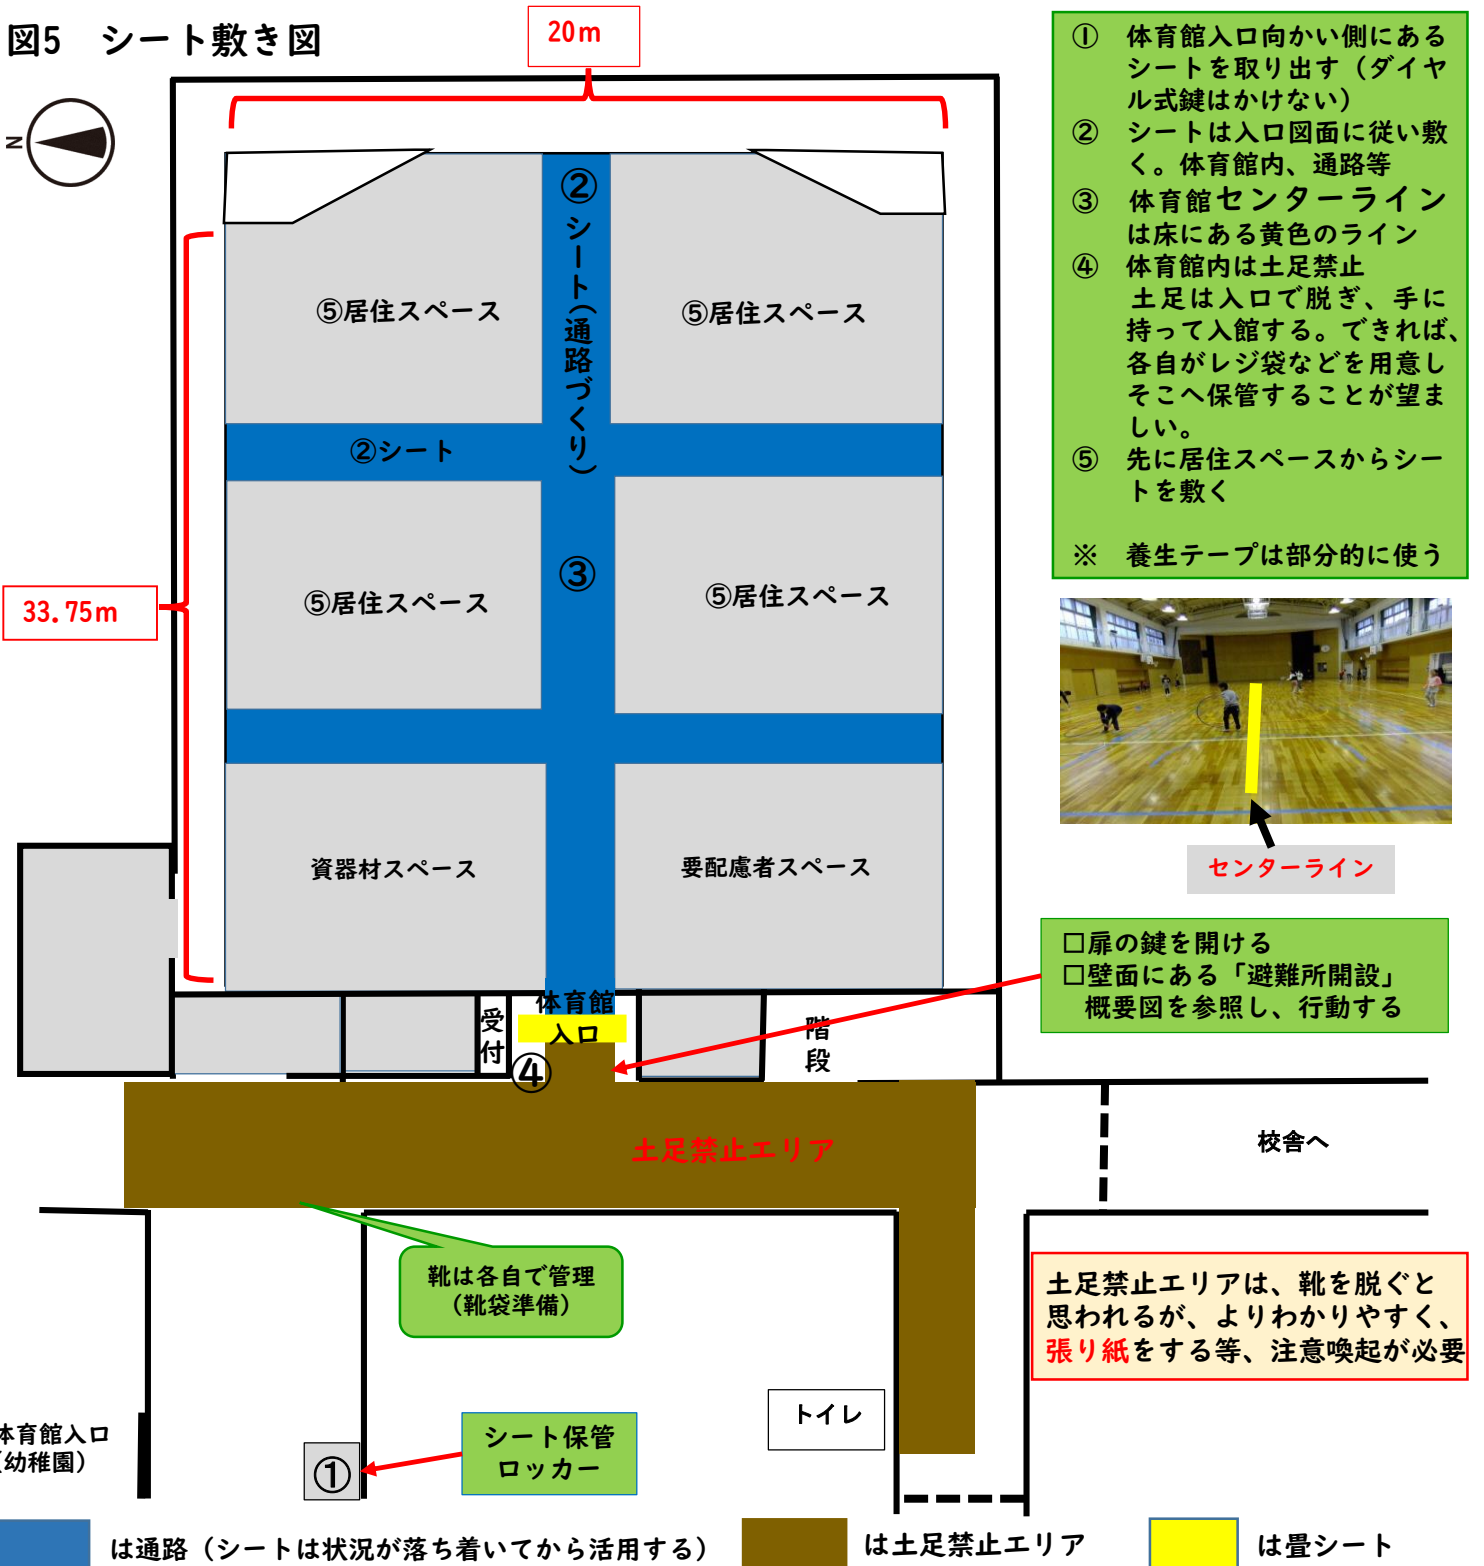 図5　シート敷き図
20m
N
① 体育館入口向かい側にある
シートを取り出す（ダイヤ
ル式鍵はかけない）
② シートは入口図面に従い敷
く。体育館内、通路等
③ 体育館センターライン
は床にある黄色のライン
④ 体育館内は土足禁止
土足は入口で脱ぎ、手に
持って入館する。できれば、
各自がレジ袋などを用意し
そこへ保管することが望ま
しい。
⑤ 先に居住スペースからシー
トを敷く
※ 養生テープは部分的に使う
②シート（通路づくり）
⑤居住スペース
⑤居住スペース
②シート
③
⑤居住スペース
⑤居住スペース
33.75m
センターライン
資器材スペース
要配慮者スペース
□扉の鍵を開ける
□壁面にある「避難所開設」
概要図を参照し、行動する
受付
体育館
入口
④
階段
土足禁止エリア
校舎へ
靴は各自で管理
（靴袋準備）
土足禁止エリアは、靴を脱ぐと
思われるが、よりわかりやすく、
張り紙をする等、注意喚起が必要
トイレ
体育館入口
（幼稚園）
①
シート保管
ロッカー
は通路（シートは状況が落ち着いてから活用する）
は土足禁止エリア
は畳シート